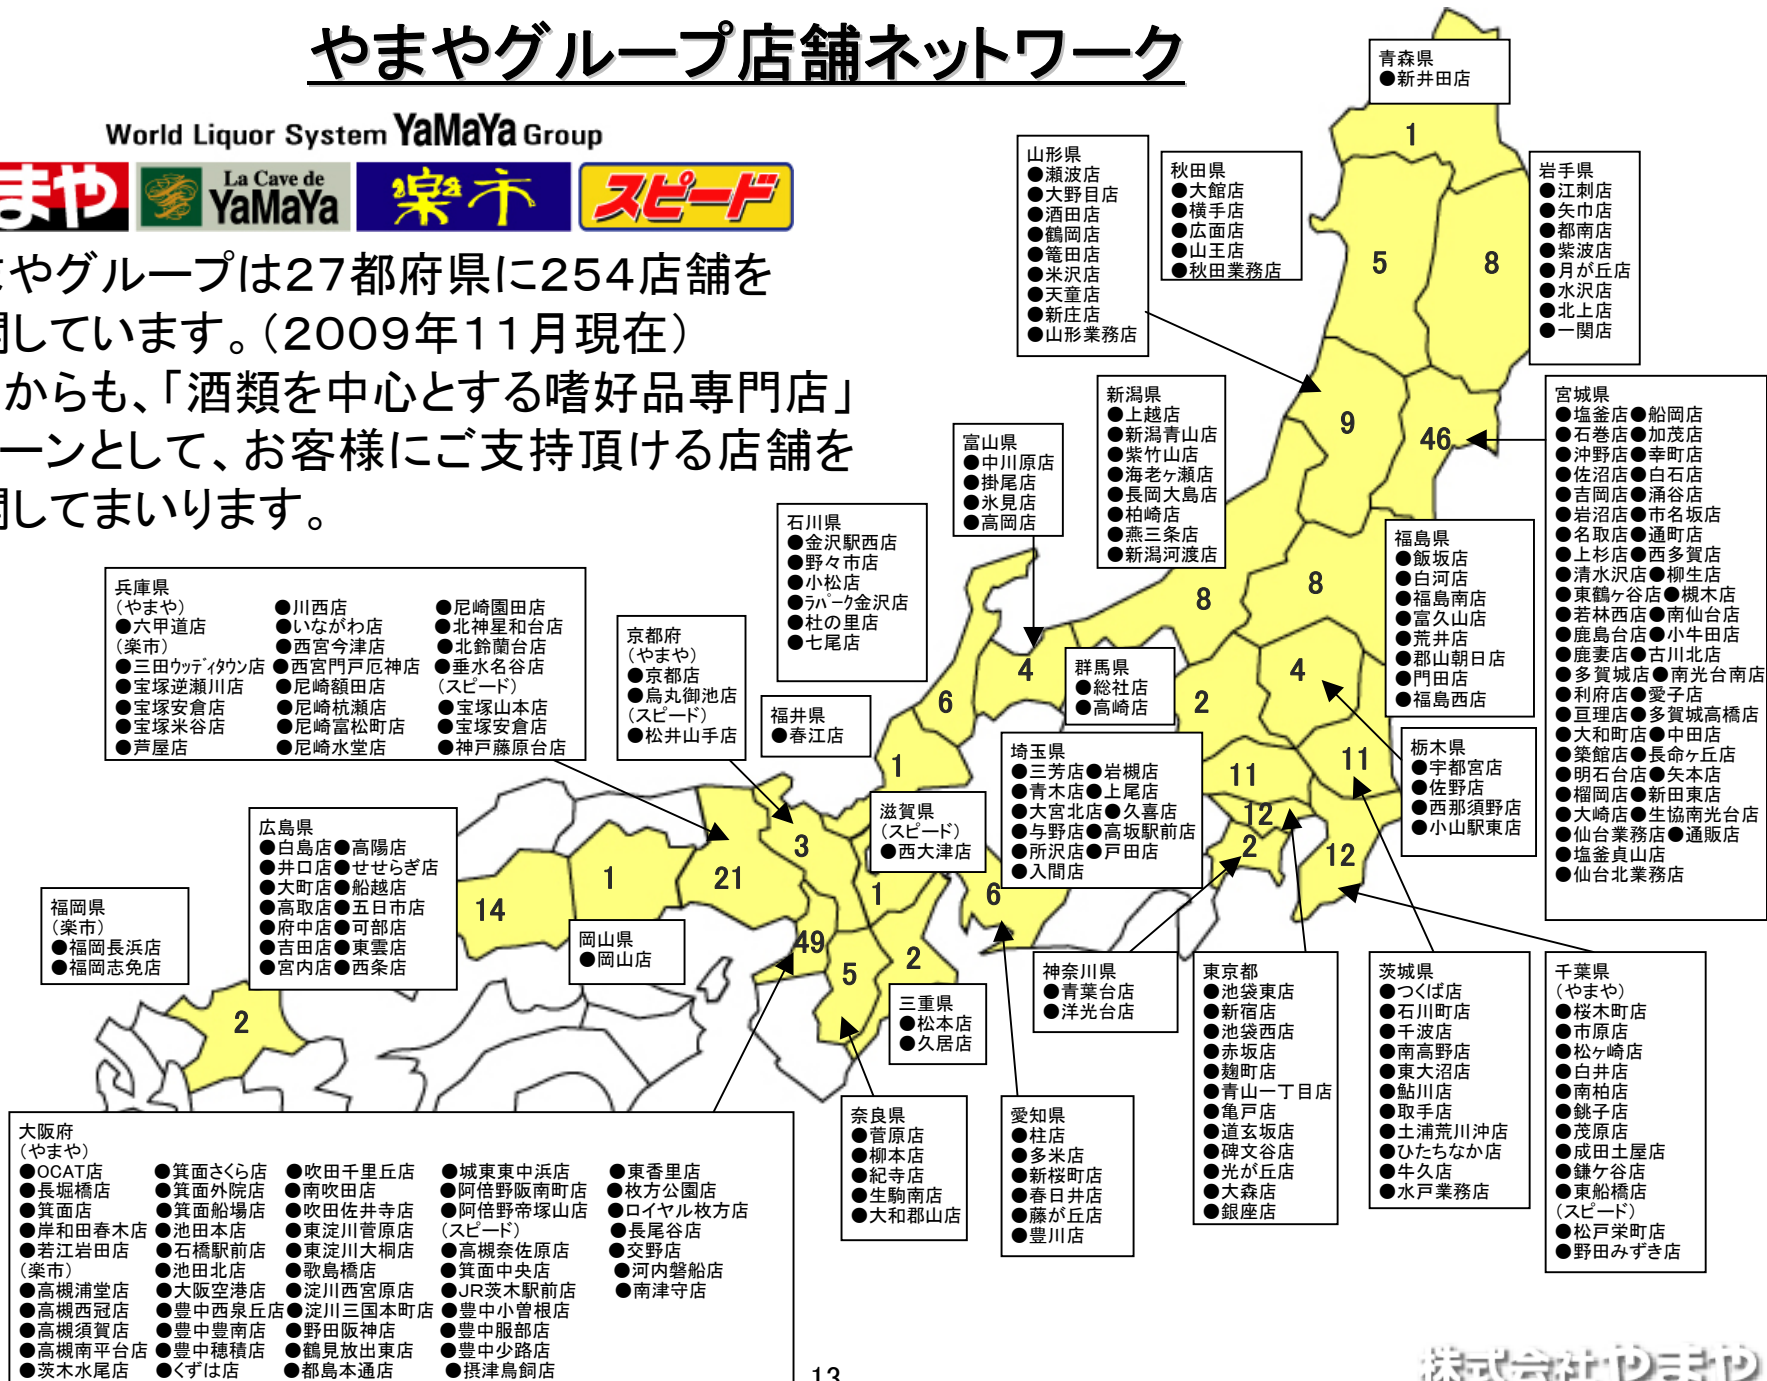 やまやグループ店舗ネットワーク
World Liquor System YaMaYa Group
まや
La Cave de
YaMaYa
楽市
スピード
やグループは27都府県に254店舗を
しています。(2009年11月現在)
からも、「酒類を中心とする嗜好品専門店」
ーンとして、お客様にご支持頂ける店舗を
してまいります。
青森県
●新井田店
山形県
●瀬波店
●大野目店
●酒田店
●鶴岡店
●篭田店
●米沢店
●天童店
●新庄店
●山形業務店
秋田県
●大館店
●横手店
●広面店
●山王店
●秋田業務店
岩手県
●江刺店
●矢巾店
●都南店
●紫波店
●月が丘店
●水沢店
●北上店
●一関店
宮城県
●塩釜店●船岡店
●石巻店●加茂店
●沖野店●幸町店
●佐沼店●白石店
●吉岡店●涌谷店
●岩沼店●市名坂店
●名取店●通町店
●上杉店●西多賀店
●清水沢店●柳生店
●東鶴ヶ谷店●槻木店
●若林西店●南仙台店
●鹿島台店●小牛田店
●鹿妻店●古川北店
●多賀城店●南光台南店
●利府店●愛子店
●亘理店●多賀城高橋店
●大和町店●中田店
●築館店●長命ヶ丘店
●明石台店●矢本店
●榴岡店●新田東店
●大崎店●生協南光台店
●仙台業務店●通販店
●塩釜貞山店
●仙台北業務店
新潟県
●上越店
●新潟青山店
●紫竹山店
●海老ヶ瀬店
●長岡大島店
●柏崎店
●燕三条店
●新潟河渡店
富山県
●中川原店
●掛尾店
●氷見店
●高岡店
石川県
●金沢駅西店
●野々市店
●小松店
●ラパーク金沢店
●杜の里店
●七尾店
福島県
●飯坂店
●白河店
●福島南店
●富久山店
●荒井店
●郡山朝日店
●門田店
●福島西店
兵庫県
(やまや)
●六甲道店
(楽市)
●三田ウッディタウン店
●宝塚逆瀬川店
●宝塚安倉店
●宝塚米谷店
●芦屋店
●川西店
●いながわ店
●西宮今津店
●西宮門戸厄神店
●尼崎額田店
●尼崎杭瀬店
●尼崎富松町店
●尼崎水堂店
●尼崎園田店
●北神星和台店
●北鈴蘭台店
●垂水名谷店
(スピード)
●宝塚山本店
●宝塚安倉店
●神戸藤原台店
京都府
(やまや)
●京都店
●烏丸御池店
(スピード)
●松井山手店
福井県
●春江店
群馬県
●総社店
●高崎店
埼玉県
●三芳店●岩槻店
●青木店●上尾店
●大宮北店●久喜店
●与野店●高坂駅前店
●所沢店●戸田店
●入間店
栃木県
●宇都宮店
●佐野店
●西那須野店
●小山駅東店
滋賀県
(スピード)
●西大津店
広島県
●白島店●高陽店
●井口店●せせらぎ店
●大町店●船越店
●高取店●五日市店
●府中店●可部店
●吉田店●東雲店
●宮内店●西条店
福岡県
(楽市)
●福岡長浜店
●福岡志免店
岡山県
●岡山店
三重県
●松本店
●久居店
神奈川県
●青葉台店
●洋光台店
東京都
●池袋東店
●新宿店
●池袋西店
●赤坂店
●麹町店
●青山一丁目店
●亀戸店
●道玄坂店
●碑文谷店
●光が丘店
●大森店
●銀座店
茨城県
●つくば店
●石川町店
●千波店
●南高野店
●東大沼店
●鮎川店
●取手店
●土浦荒川沖店
●ひたちなか店
●牛久店
●水戸業務店
千葉県
(やまや)
●桜木町店
●市原店
●松ヶ崎店
●白井店
●南柏店
●銚子店
●茂原店
●成田土屋店
●鎌ケ谷店
●東船橋店
(スピード)
●松戸栄町店
●野田みずき店
奈良県
●菅原店
●柳本店
●紀寺店
●生駒南店
●大和郡山店
愛知県
●柱店
●多米店
●新桜町店
●春日井店
●藤が丘店
●豊川店
大阪府
(やまや)
●OCAT店
●長堀橋店
●箕面店
●岸和田春木店
●若江岩田店
(楽市)
●高槻浦堂店
●高槻西冠店
●高槻須賀店
●高槻南平台店
●茨木水尾店
●箕面さくら店
●箕面外院店
●箕面船場店
●池田本店
●石橋駅前店
●池田北店
●大阪空港店
●豊中西泉丘店
●豊中豊南店
●豊中穂積店
●くずは店
●吹田千里丘店
●南吹田店
●吹田佐井寺店
●東淀川菅原店
●東淀川大桐店
●歌島橋店
●淀川西宮原店
●淀川三国本町店
●野田阪神店
●鶴見放出東店
●都島本通店
●城東東中浜店
●阿倍野阪南町店
●阿倍野帝塚山店
(スピード)
●高槻奈佐原店
●箕面中央店
●JR茨木駅前店
●豊中小曽根店
●豊中服部店
●豊中少路店
●摂津鳥飼店
●東香里店
●枚方公園店
●ロイヤル枚方店
●長尾谷店
●交野店
●河内磐船店
●南津守店
1
5
8
9
46
8
8
4
4
2
6
1
11
11
12
2
12
3
21
1
14
1
6
49
5
2
2
13
株式会社やまや